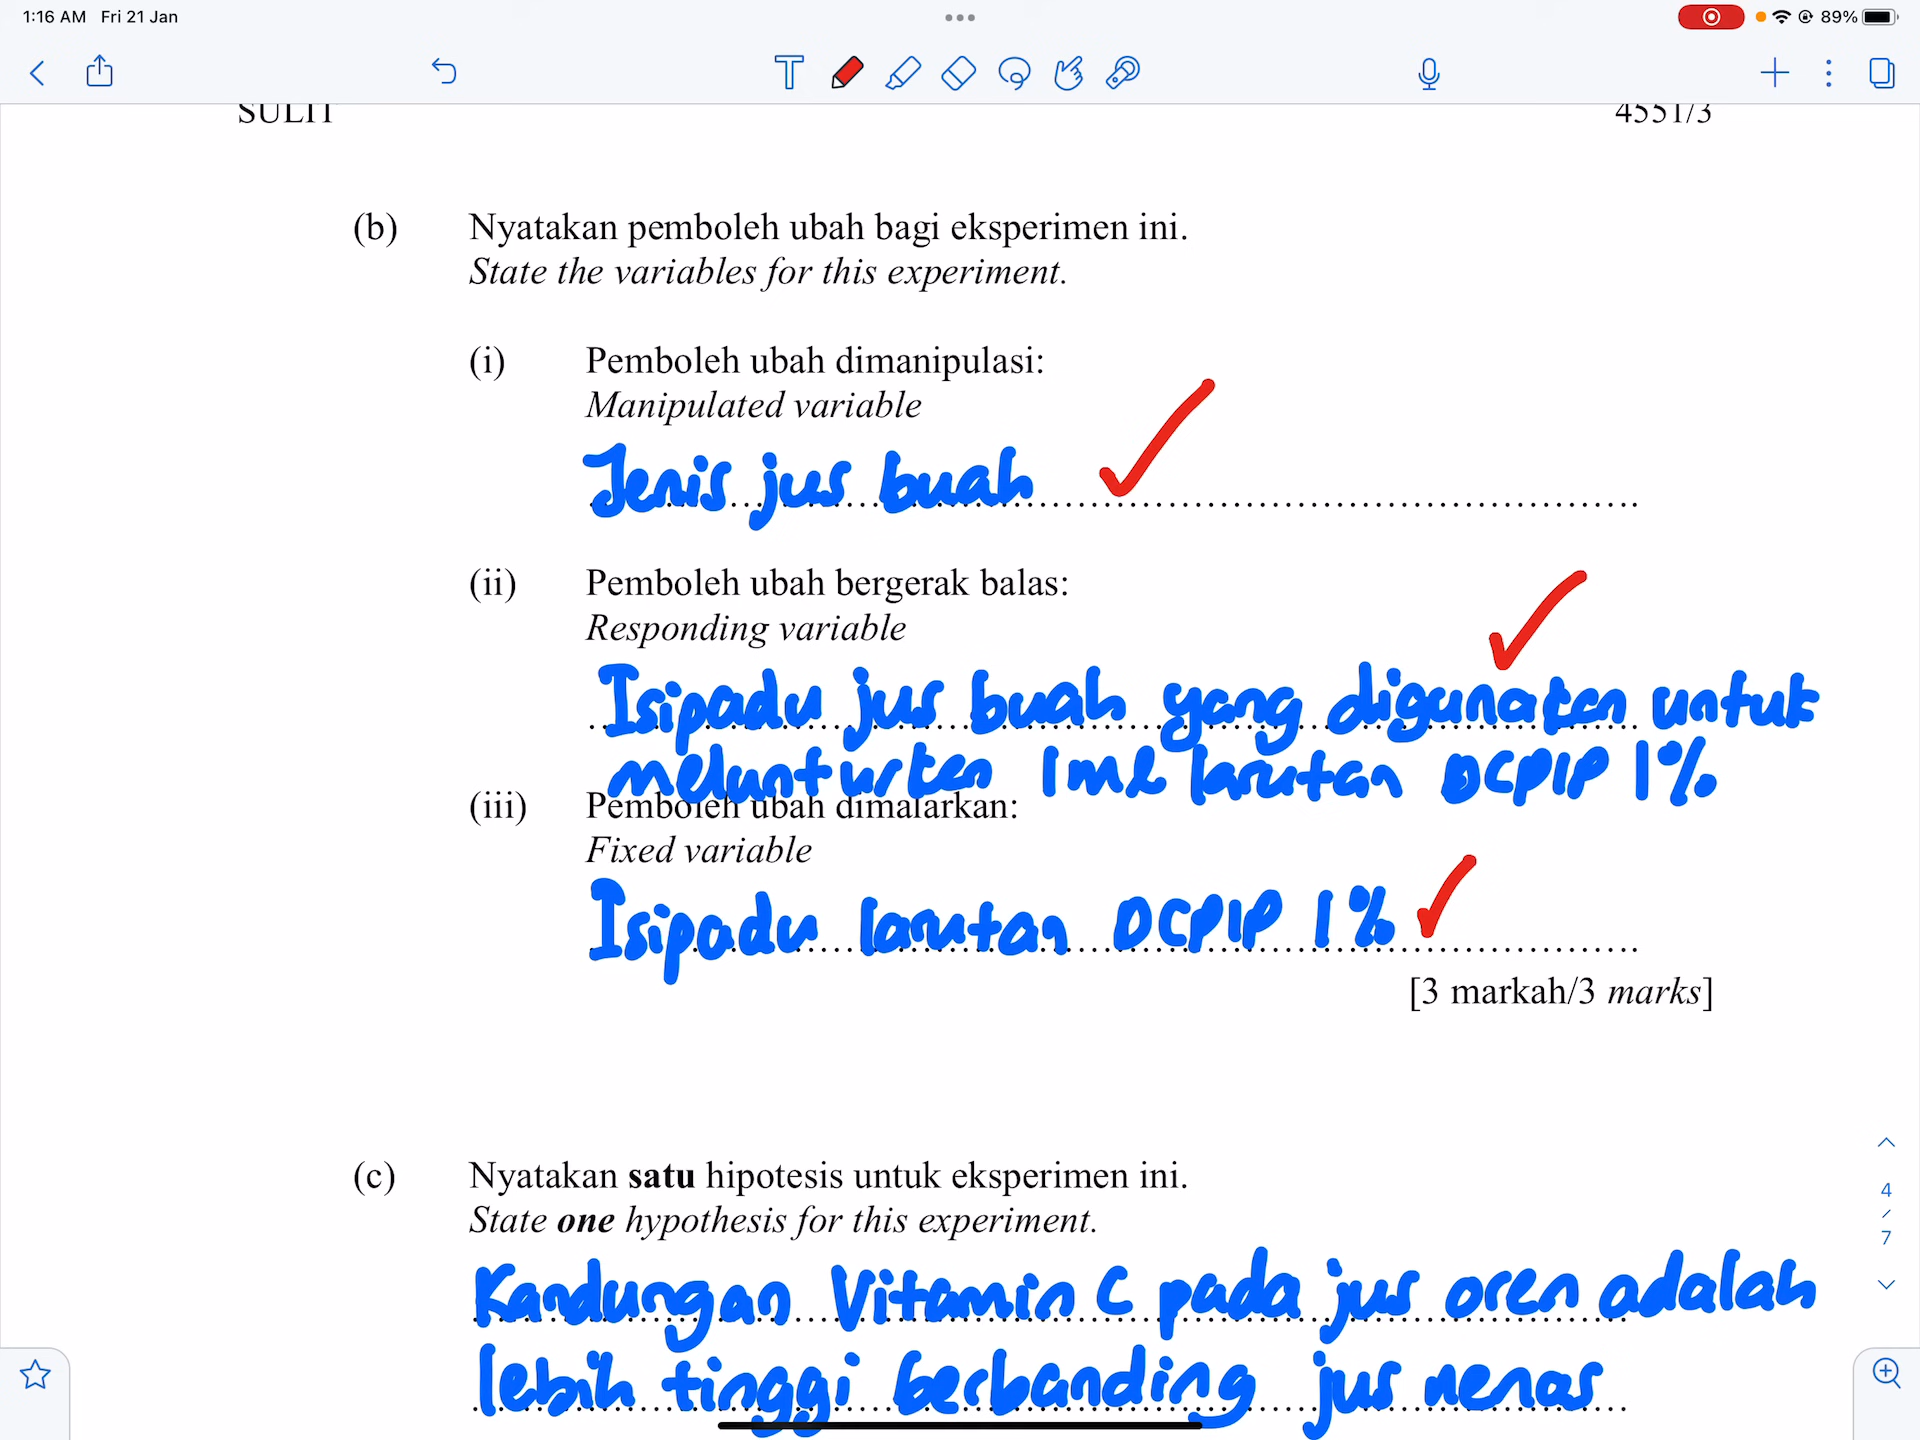 1:16 AM Fri 21 Jan
89%
SULIT 4551/3
(b) Nyatakan pemboleh ubah bagi eksperimen ini.
State the variables for this experiment.
(i) Pemboleh ubah dimanipulasi:
Manipulated variable
Jenis jus buah
(ii) Pemboleh ubah bergerak balas:
Responding variable
Isipadu jus buah yang digunakan untuk
melunturkan 1 ml larutan DCPIP 1%
(iii) Pemboleh ubah dimalarkan:
Fixed variable
Isipadu larutan DCPIP 1%
[3 markah/3 marks]
(c) Nyatakan satu hipotesis untuk eksperimen ini.
State one hypothesis for this experiment.
Kandungan Vitamin C pada jus oren adalah
lebih tinggi berbanding jus nenas
4
/
7